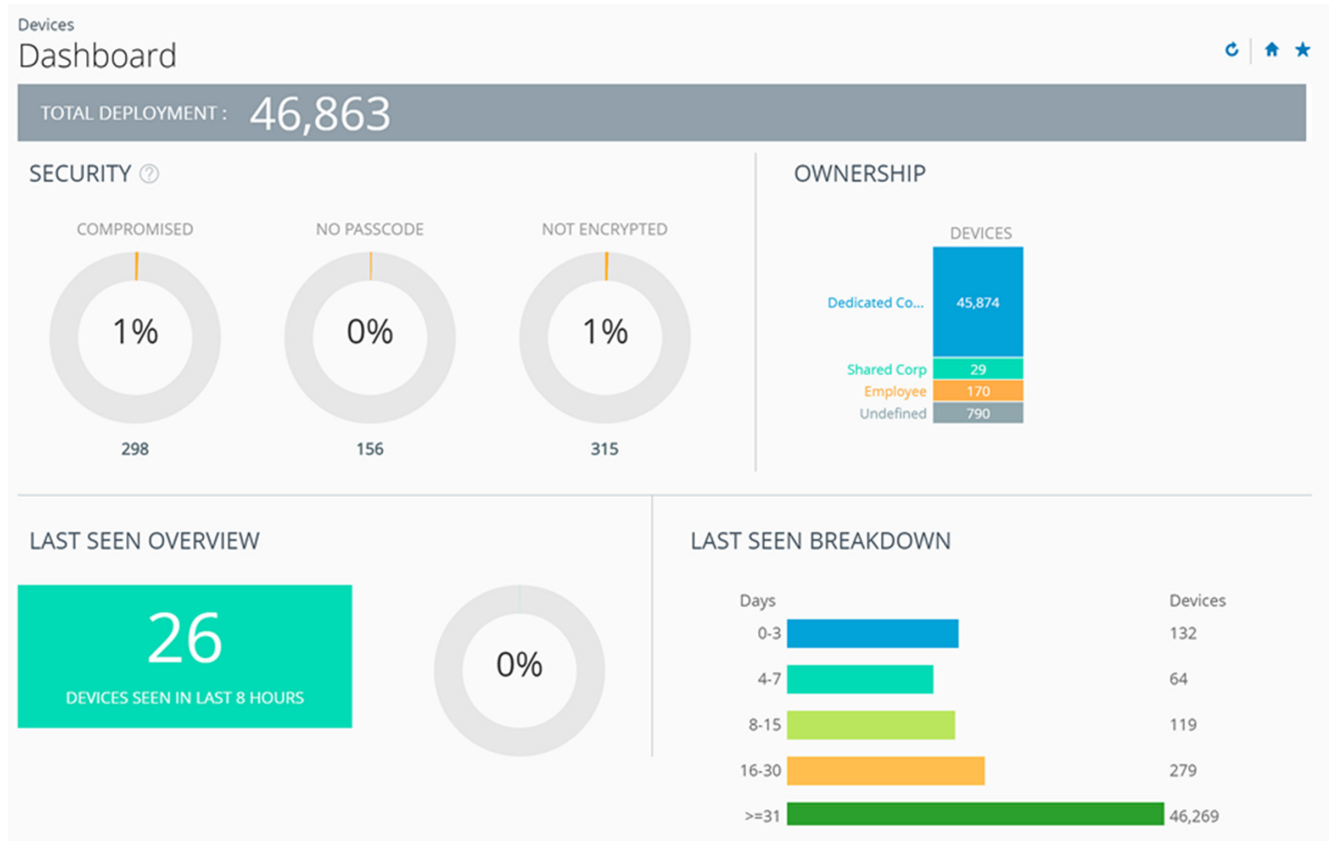 Devices
Dashboard
TOTAL DEPLOYMENT : 46,863
SECURITY ?
COMPROMISED NO PASSCODE NOT ENCRYPTED
1% 0% 1%
298 156 315
OWNERSHIP
DEVICES
Dedicated Co... 45,874
Shared Corp 29
Employee 170
Undefined 790
LAST SEEN OVERVIEW
26
DEVICES SEEN IN LAST 8 HOURS
0%
LAST SEEN BREAKDOWN
Days Devices
0-3 132
4-7 64
8-15 119
16-30 279
>=31 46,269